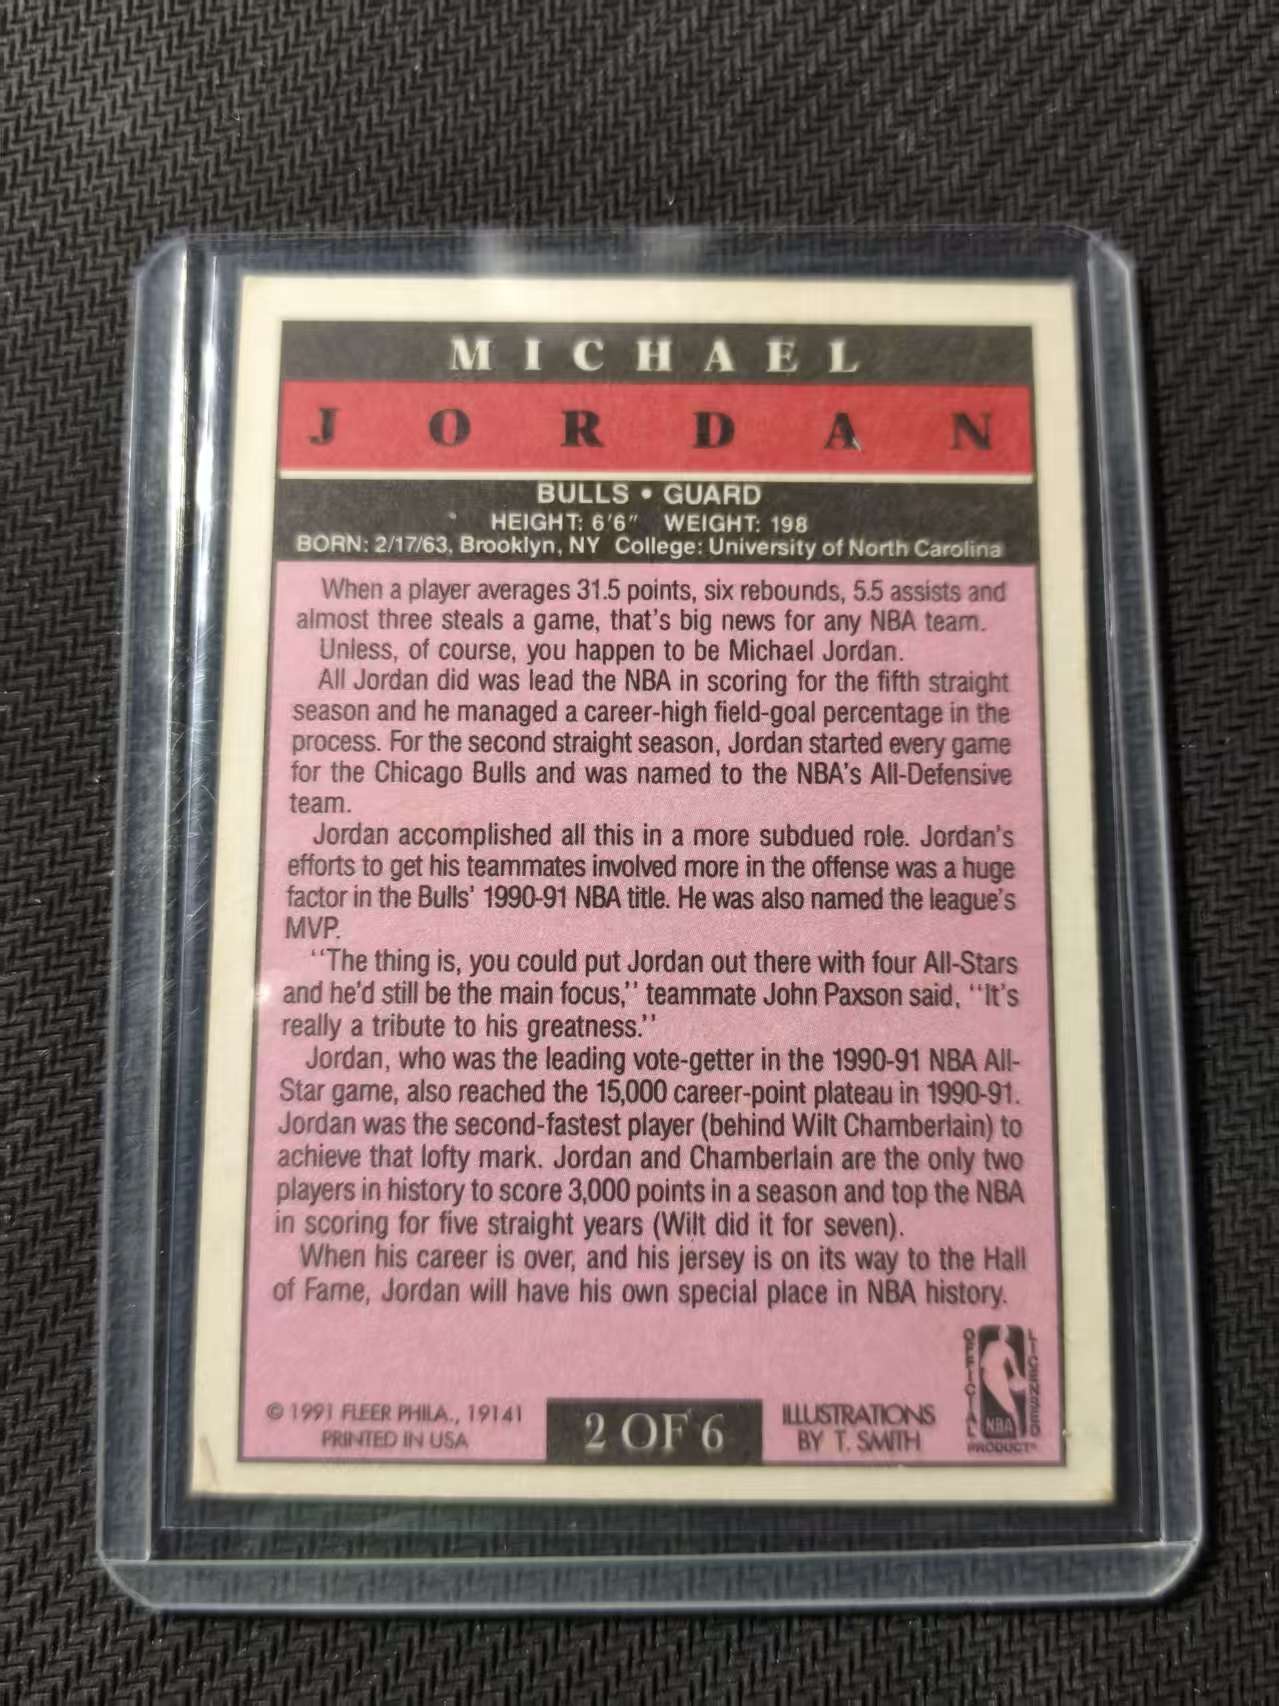 MICHAEL
JORDAN
BULLS • GUARD
HEIGHT: 6'6" WEIGHT: 198
BORN: 2/17/63, Brooklyn, NY College: University of North Carolina
When a player averages 31.5 points, six rebounds, 5.5 assists and
almost three steals a game, that's big news for any NBA team.
Unless, of course, you happen to be Michael Jordan.
All Jordan did was lead the NBA in scoring for the fifth straight
season and he managed a career-high field-goal percentage in the
process. For the second straight season, Jordan started every game
for the Chicago Bulls and was named to the NBA's All-Defensive
team.
Jordan accomplished all this in a more subdued role. Jordan's
efforts to get his teammates involved more in the offense was a huge
factor in the Bulls' 1990-91 NBA title. He was also named the league's
MVP.
''The thing is, you could put Jordan out there with four All-Stars
and he'd still be the main focus,'' teammate John Paxson said, ''It's
really a tribute to his greatness.''
Jordan, who was the leading vote-getter in the 1990-91 NBA All-
Star game, also reached the 15,000 career-point plateau in 1990-91.
Jordan was the second-fastest player (behind Wilt Chamberlain) to
achieve that lofty mark. Jordan and Chamberlain are the only two
players in history to score 3,000 points in a season and top the NBA
in scoring for five straight years (Wilt did it for seven).
When his career is over, and his jersey is on its way to the Hall
of Fame, Jordan will have his own special place in NBA history.
© 1991 FLEER PHILA., 19141
PRINTED IN USA
2 OF 6
ILLUSTRATIONS
BY T. SMITH
OFFICIAL
LICENSED
NBA
PRODUCT